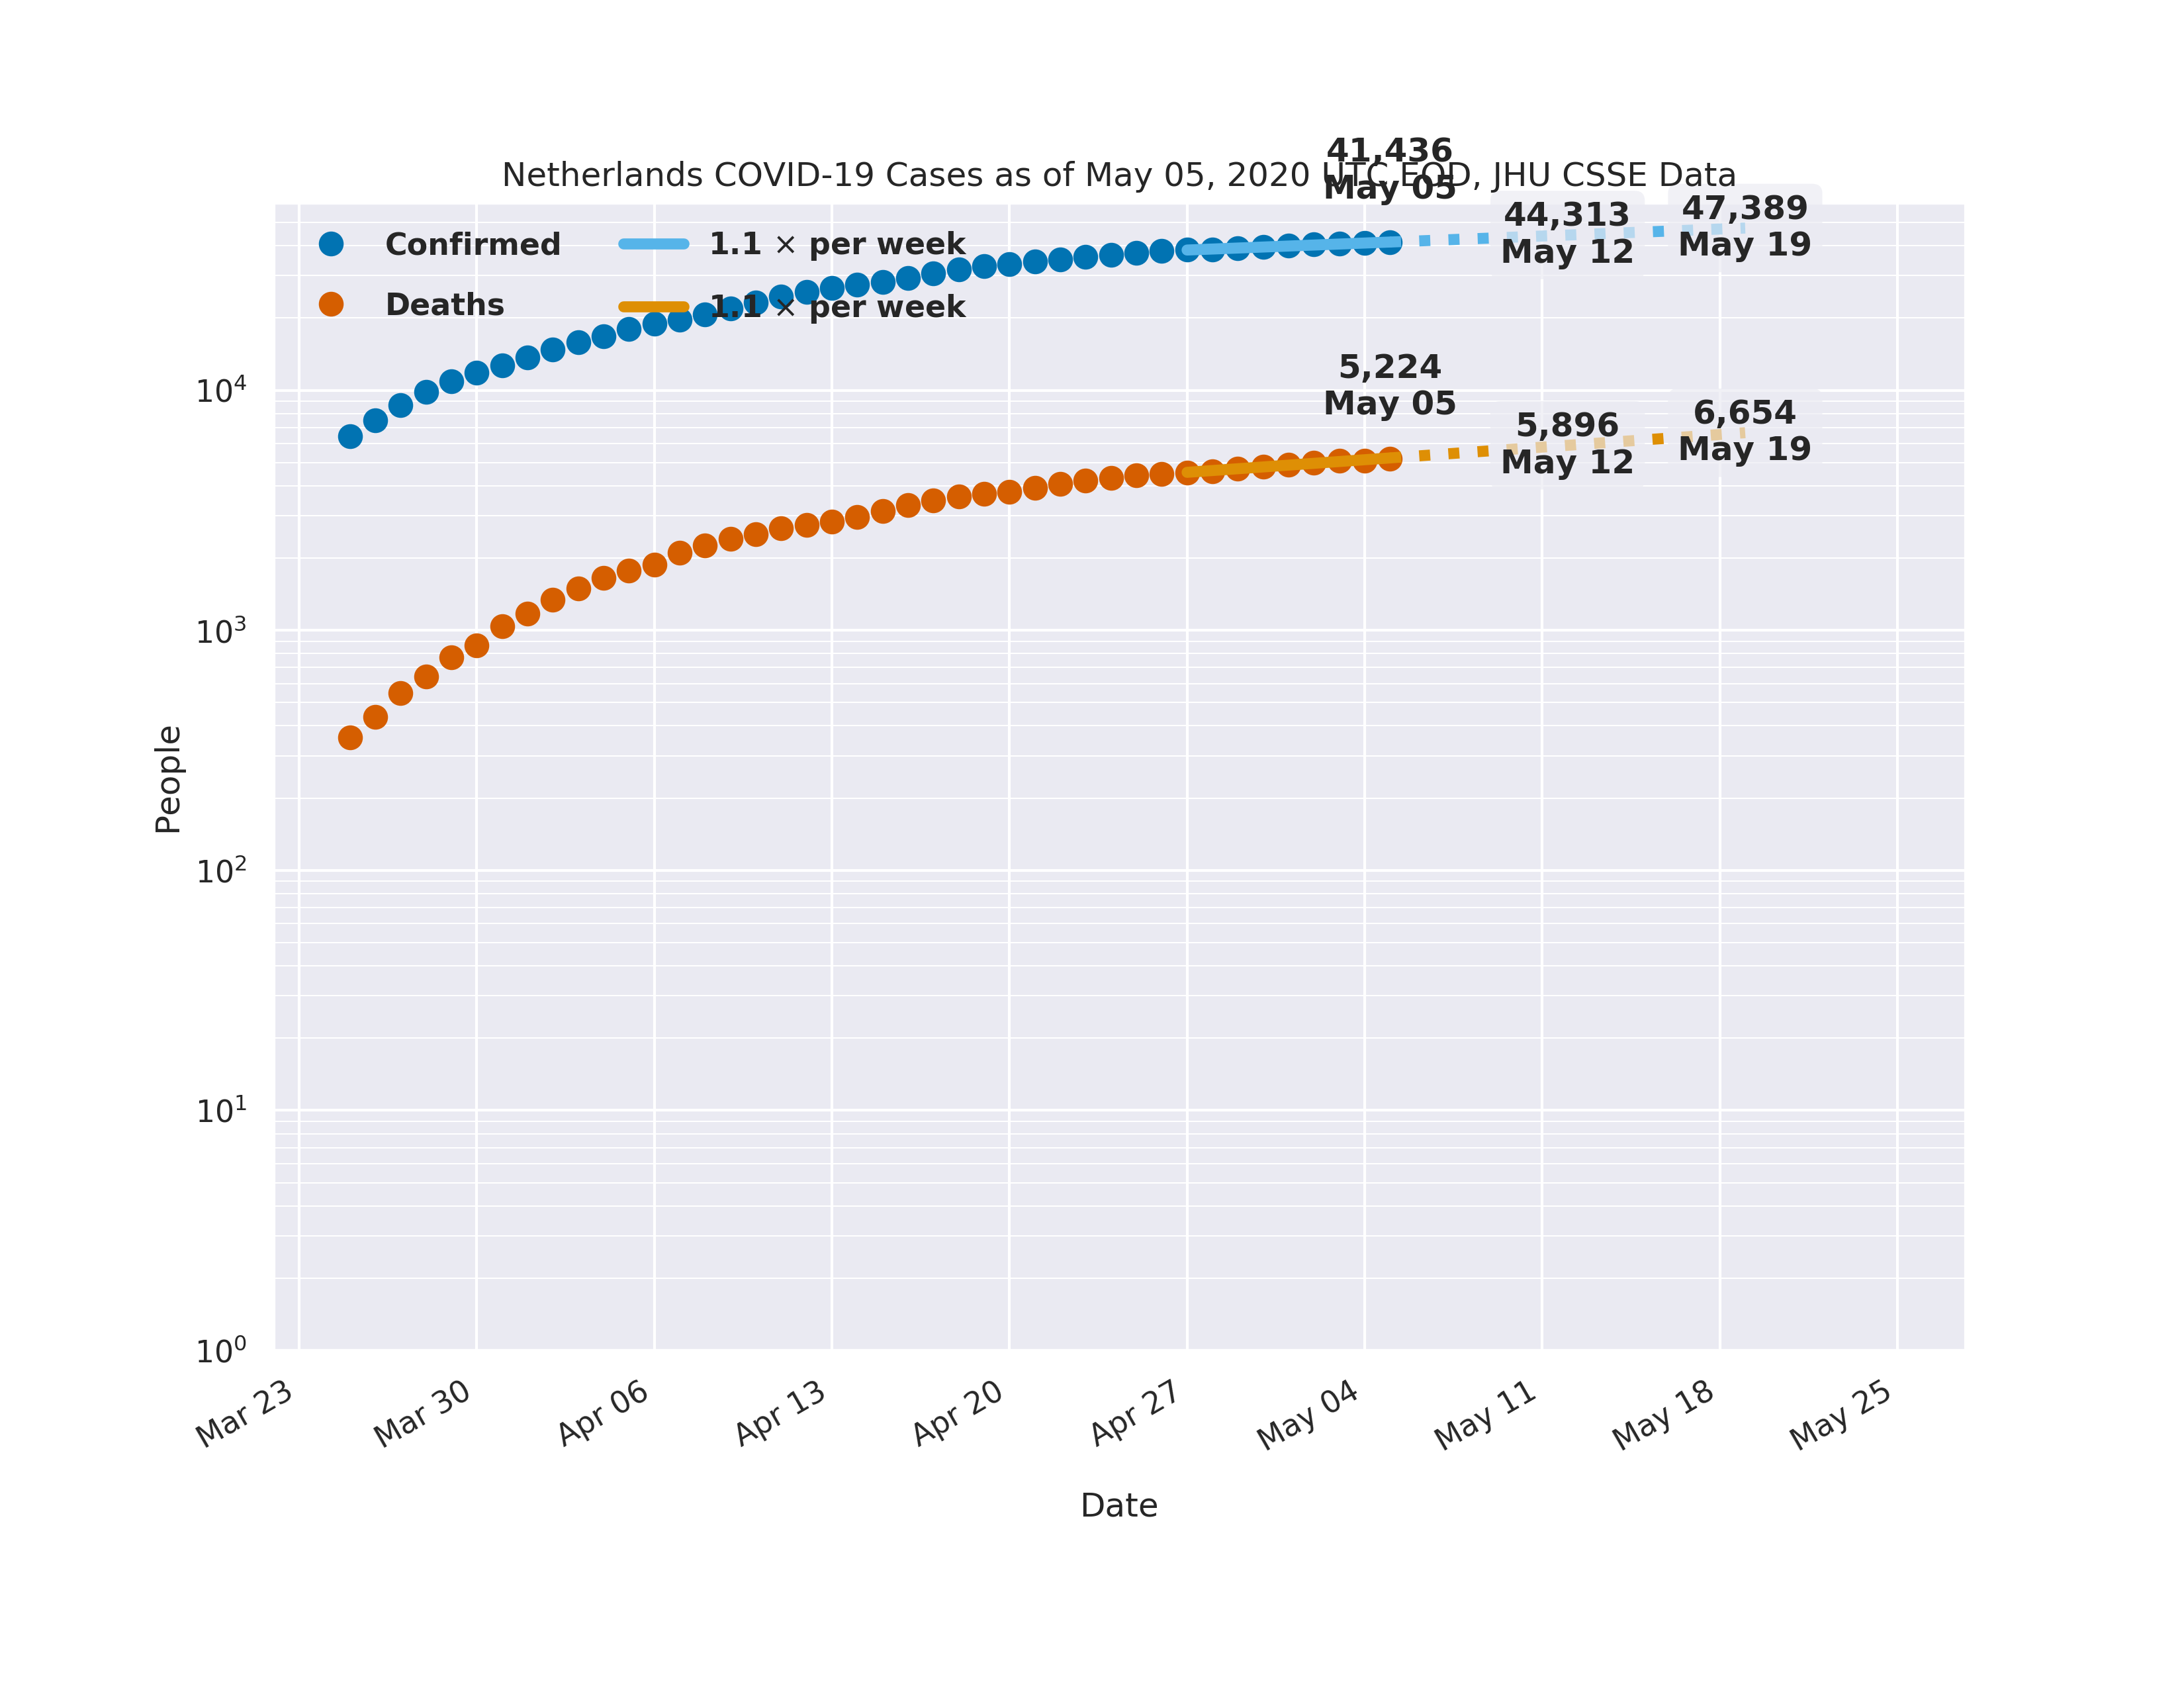 41,436
May 05
Netherlands COVID-19 Cases as of May 05, 2020 UTC EOD, JHU CSSE Data
44,313
May 12
47,389
May 19
Confirmed
Deaths
1.1 × per week
1.1 × per week
5,224
May 05
5,896
May 12
6,654
May 19
People
10⁴
10³
10²
10¹
10⁰
Mar 23
Mar 30
Apr 06
Apr 13
Apr 20
Apr 27
May 04
May 11
May 18
May 25
Date